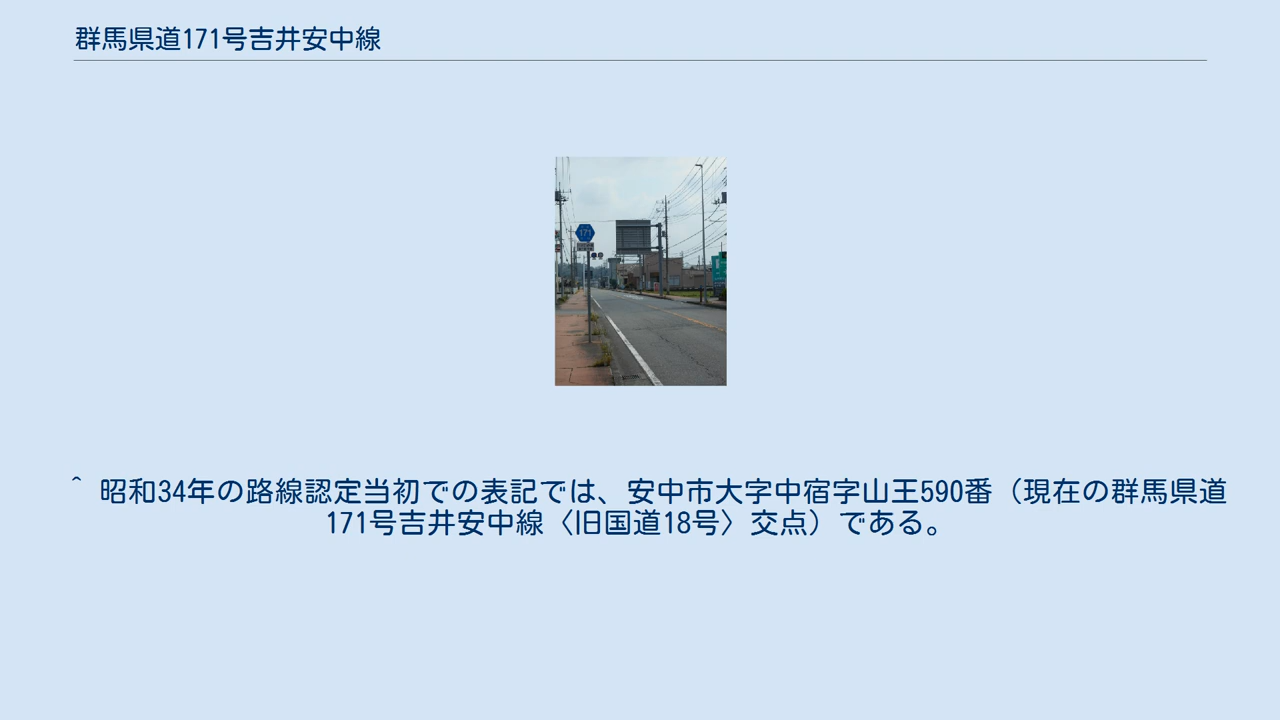 群馬県道171号吉井安中線
171
^ 昭和34年の路線認定当初での表記では、安中市大字中宿字山王590番（現在の群馬県道
171号吉井安中線〈旧国道18号〉交点）である。